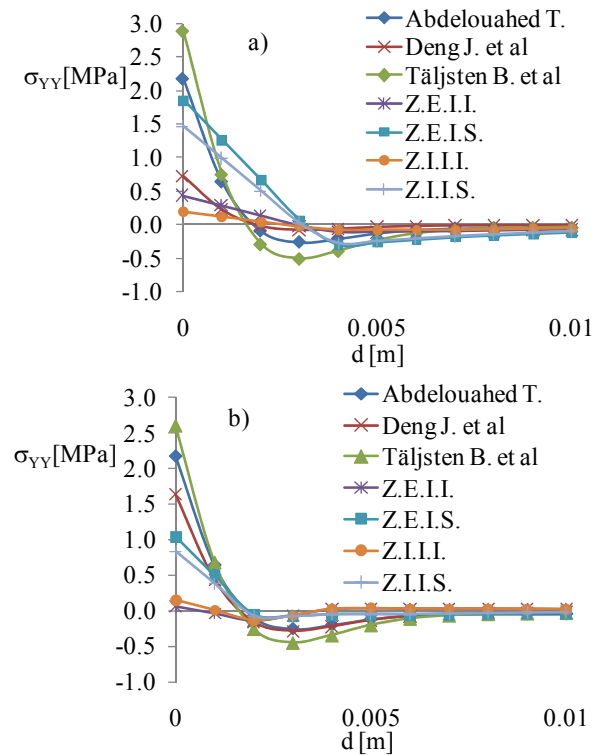 a)
σYY[MPa]
3.0
2.5
2.0
1.5
1.0
0.5
0.0
-0.5
-1.0
0
0.005
0.01
d [m]
Abdelouahed T.
Deng J. et al
Täljsten B. et al
Z.E.I.I.
Z.E.I.S.
Z.I.I.I.
Z.I.I.S.
b)
σYY[MPa]
3.0
2.5
2.0
1.5
1.0
0.5
0.0
-0.5
-1.0
0
0.005
0.01
d [m]
Abdelouahed T.
Deng J. et al
Täljsten B. et al
Z.E.I.I.
Z.E.I.S.
Z.I.I.I.
Z.I.I.S.